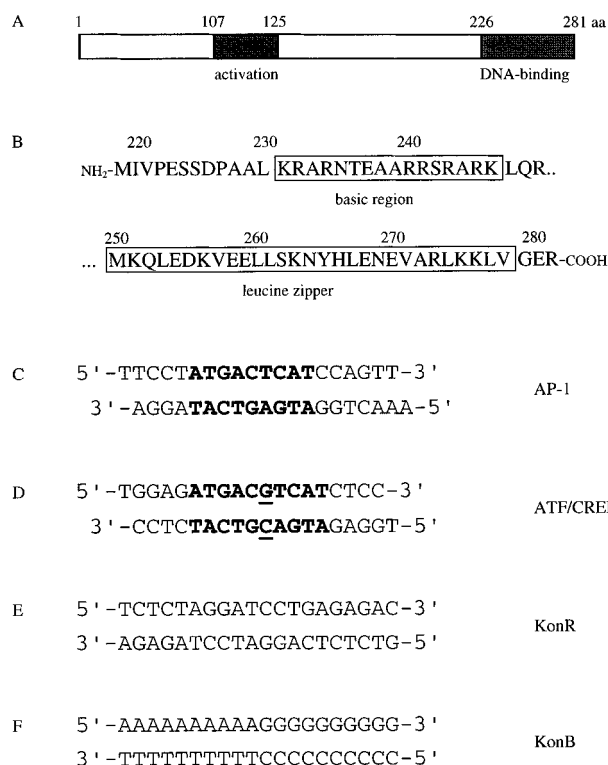 A 1 107 125 226 281 aa
activation DNA-binding
B 220 230 240
NH2-MIVPESSDPAAL KRARNTEAARRSRARK LQR..
basic region
250 260 270 280
... MKQLEDKVEELLSKNYHLENEVARLKKLV GER-COOH
leucine zipper
C 5'-TTCCTATGACTCATCCAGTT-3'
3'-AGGATACTGAGTAGGTCAAA-5' AP-1
D 5'-TGGAGATGACGTCATCTCC-3'
3'-CCTCTACTGCAGTAGAGGT-5' ATF/CREB
E 5'-TCTCTAGGATCCTGAGAGAC-3'
3'-AGAGATCCTAGGACTCTCTG-5' KonR
F 5'-AAAAAAAAAAGGGGGGGGGG-3'
3'-TTTTTTTTTTCCCCCCCCCC-5' KonB